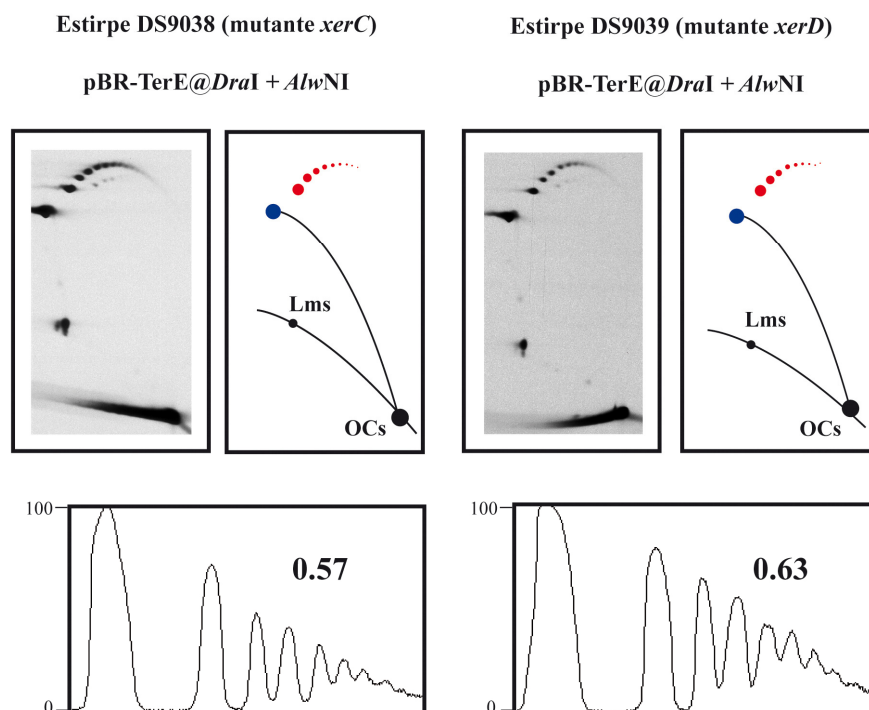 Estirpe DS9038 (mutante xerC)
pBR-TerE@DraI + AlwNI
Lms
OCs
100
0.57
0
Estirpe DS9039 (mutante xerD)
pBR-TerE@DraI + AlwNI
Lms
OCs
100
0.63
0